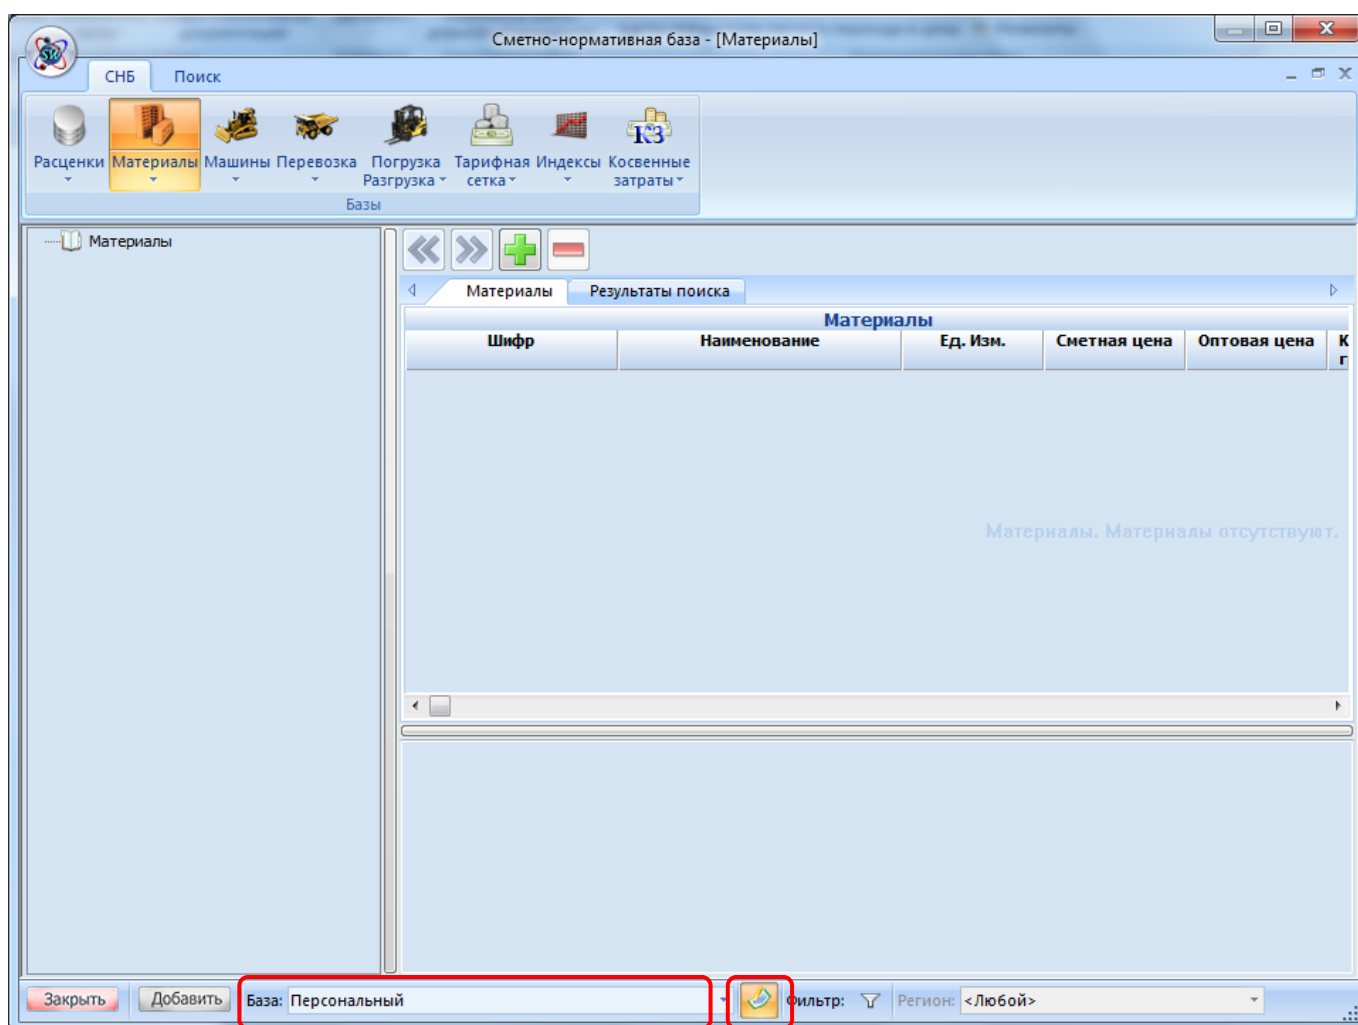 Сметно-нормативная база - [Материалы]
СНБ Поиск
Расценки Материалы Машины Перевозка Погрузка Разгрузка Тарифная сетка Индексы Косвенные затраты
КЗ
Базы
Материалы
Материалы Результаты поиска
Материалы
Шифр Наименование Ед. Изм. Сметная цена Оптовая цена К
г
Материалы. Материалы отсутствуют.
Закрыть Добавить База: Персональный Фильтр: Регион: <Любой>